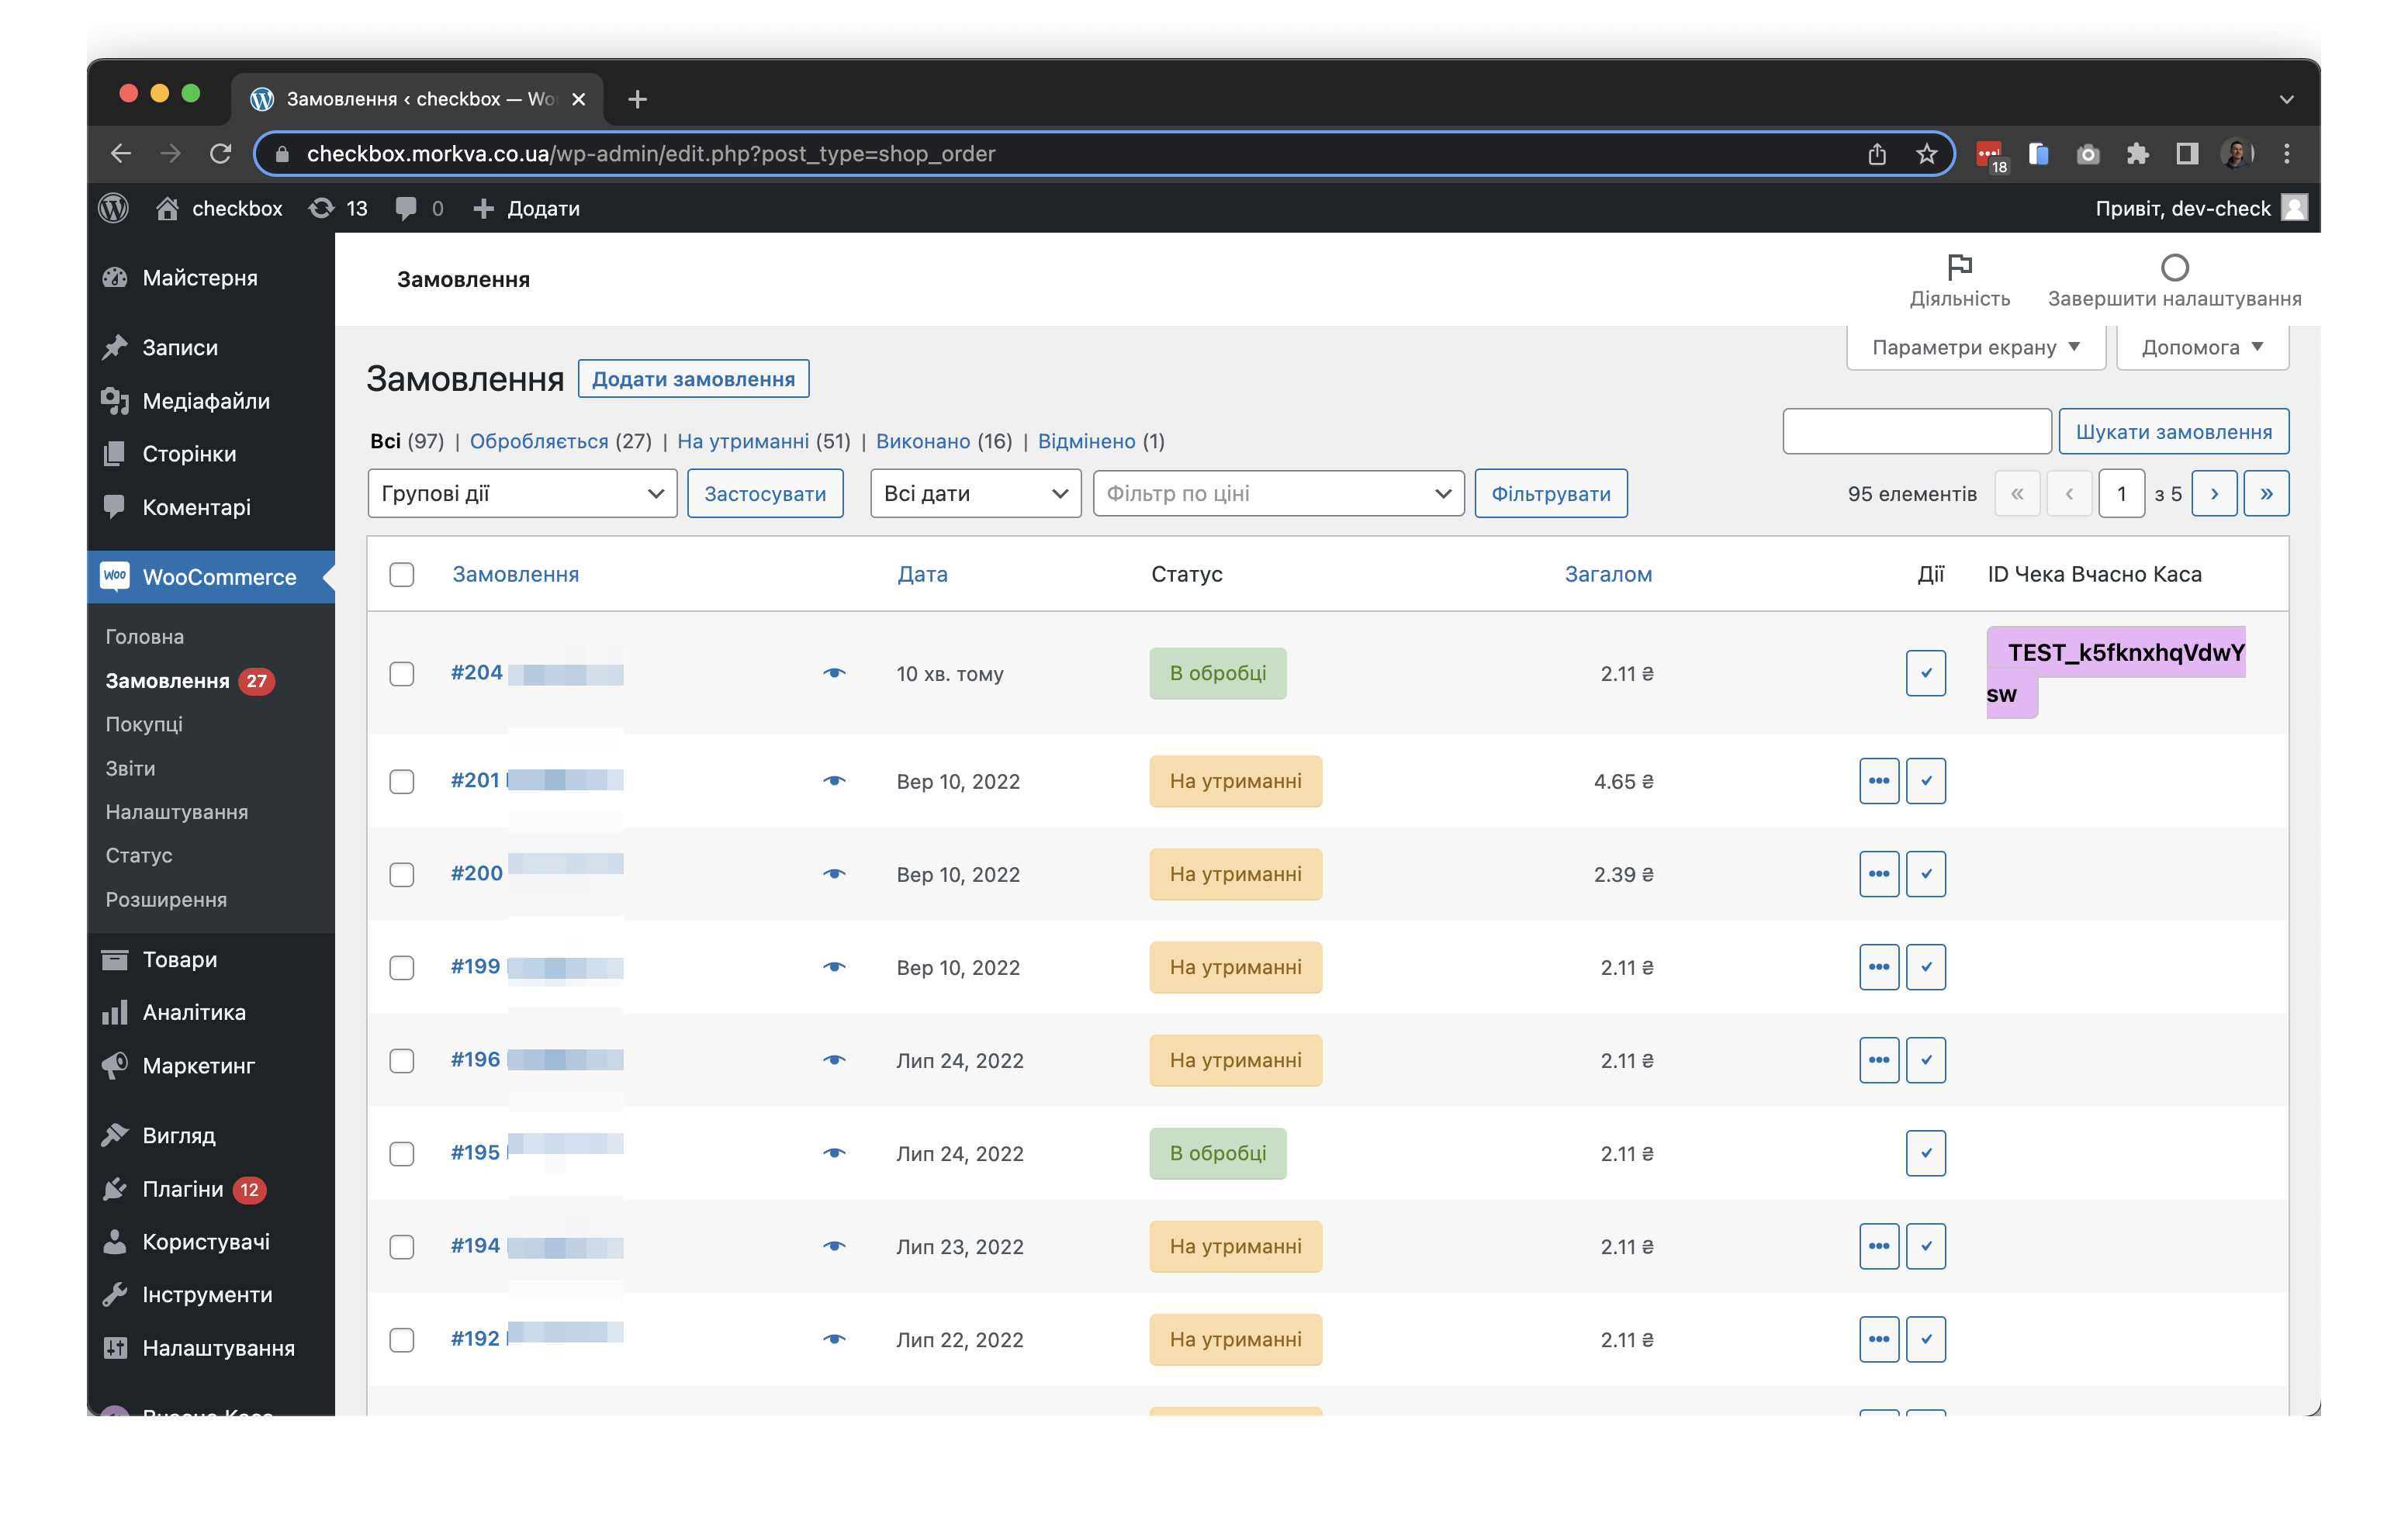 Замовлення ‹ checkbox — Wo
checkbox.morkva.co.ua/wp-admin/edit.php?post_type=shop_order
18
checkbox 13 0 Додати
Привіт, dev-check
Майстерня
Записи
Медіафайли
Сторінки
Коментарі
WooCommerce
Головна
Замовлення 27
Покупці
Звіти
Налаштування
Статус
Розширення
Товари
Аналітика
Маркетинг
Вигляд
Плагіни 12
Користувачі
Інструменти
Налаштування
Вчасно Каса
Замовлення
Діяльність
Завершити налаштування
Параметри екрану
Допомога
Замовлення Додати замовлення
Всі (97) | Обробляється (27) | На утриманні (51) | Виконано (16) | Відмінено (1)
Шукати замовлення
Групові дії Застосувати Всі дати Фільтр по ціні Фільтрувати
95 елементів « ‹ 1 з 5 › »
Замовлення Дата Статус Загалом Дії ID Чека Вчасно Каса
#204 10 хв. тому В обробці 2.11 ₴ TEST_k5fknxhqVdwY
sw
#201 Вер 10, 2022 На утриманні 4.65 ₴
#200 Вер 10, 2022 На утриманні 2.39 ₴
#199 Вер 10, 2022 На утриманні 2.11 ₴
#196 Лип 24, 2022 На утриманні 2.11 ₴
#195 Лип 24, 2022 В обробці 2.11 ₴
#194 Лип 23, 2022 На утриманні 2.11 ₴
#192 Лип 22, 2022 На утриманні 2.11 ₴